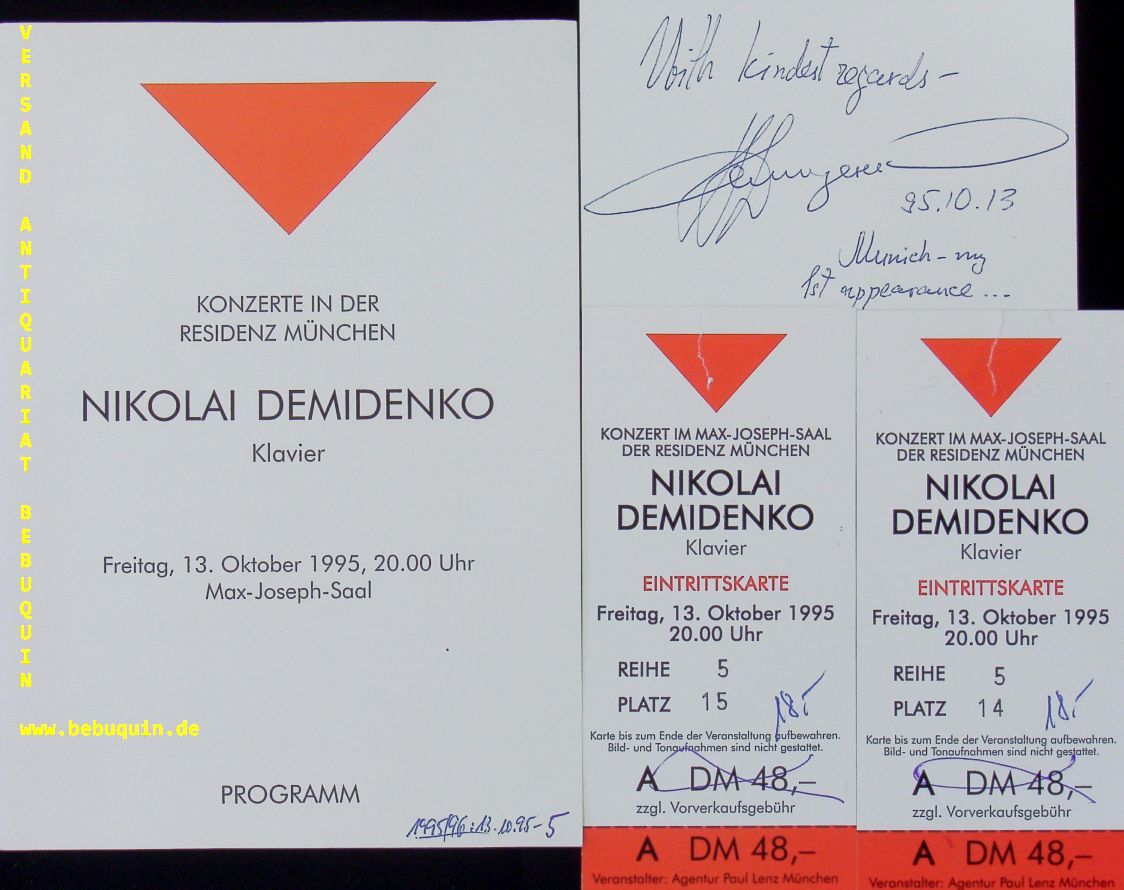 VERSAND ANTIQUARIAT BEBUQUIN
www.bebuquin.de
KONZERTE IN DER
RESIDENZ MÜNCHEN
NIKOLAI DEMIDENKO
Klavier
Freitag, 13. Oktober 1995, 20.00 Uhr
Max-Joseph-Saal
PROGRAMM
1995/96:13.10.95-5
With kindest regards –
95.10.13
Munich – my
1st appearance ...
KONZERT IM MAX-JOSEPH-SAAL
DER RESIDENZ MÜNCHEN
NIKOLAI
DEMIDENKO
Klavier
EINTRITTSKARTE
Freitag, 13. Oktober 1995
20.00 Uhr
REIHE 5
PLATZ 15
Karte bis zum Ende der Veranstaltung aufbewahren.
Bild- und Tonaufnahmen sind nicht gestattet.
A DM 48,–
zzgl. Vorverkaufsgebühr
A DM 48,–
Veranstalter: Agentur Paul Lenz München
KONZERT IM MAX-JOSEPH-SAAL
DER RESIDENZ MÜNCHEN
NIKOLAI
DEMIDENKO
Klavier
EINTRITTSKARTE
Freitag, 13. Oktober 1995
20.00 Uhr
REIHE 5
PLATZ 14
Karte bis zum Ende der Veranstaltung aufbewahren.
Bild- und Tonaufnahmen sind nicht gestattet.
A DM 48,–
zzgl. Vorverkaufsgebühr
A DM 48,–
Veranstalter: Agentur Paul Lenz München